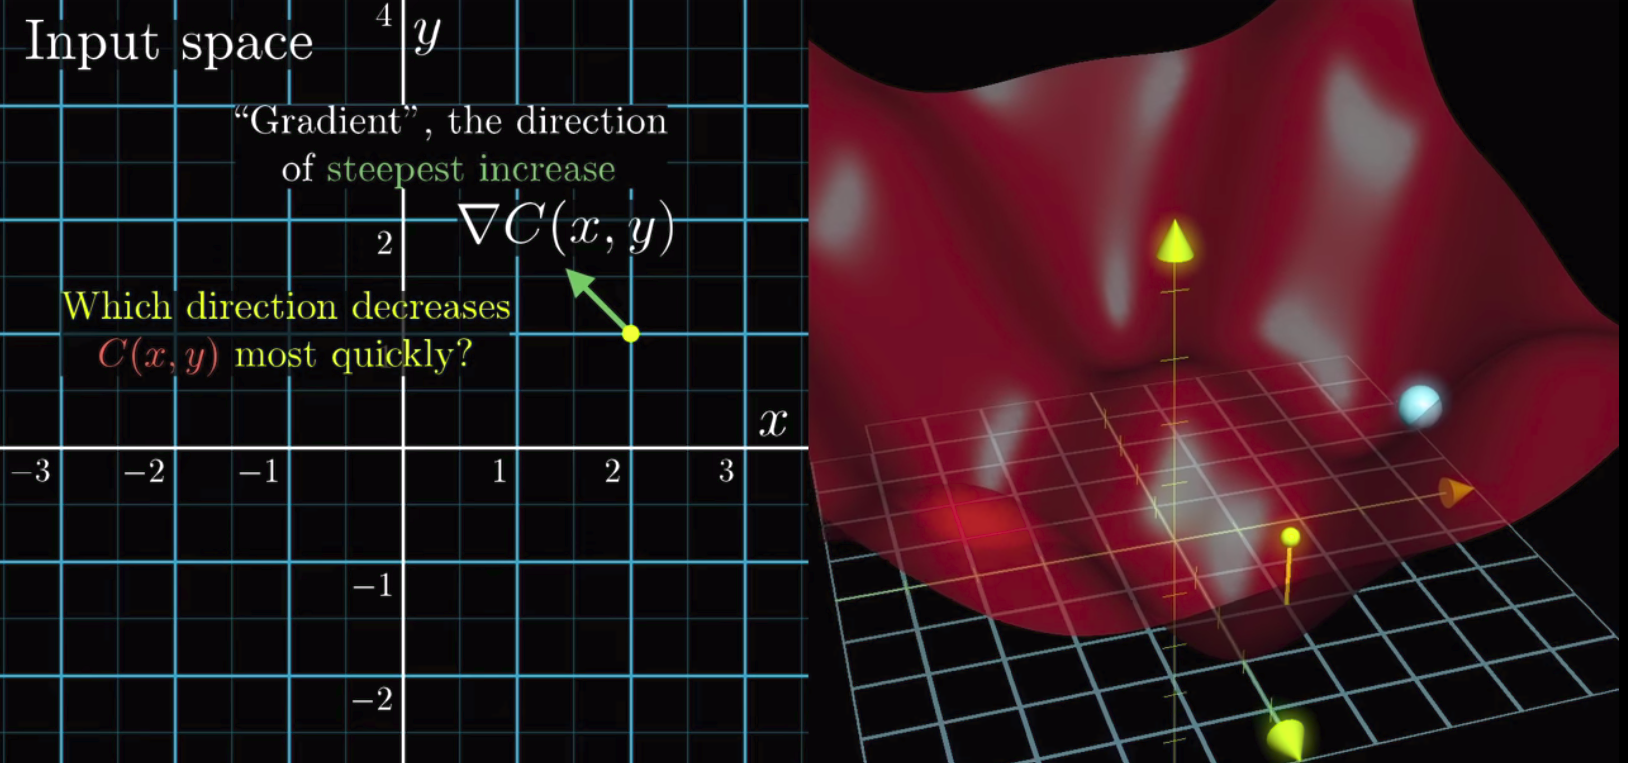 Input space
4
y
“Gradient”, the direction
of steepest increase
∇C(x, y)
2
Which direction decreases
C(x, y) most quickly?
1
x
−3 −2 −1 1 2 3
−1
−2